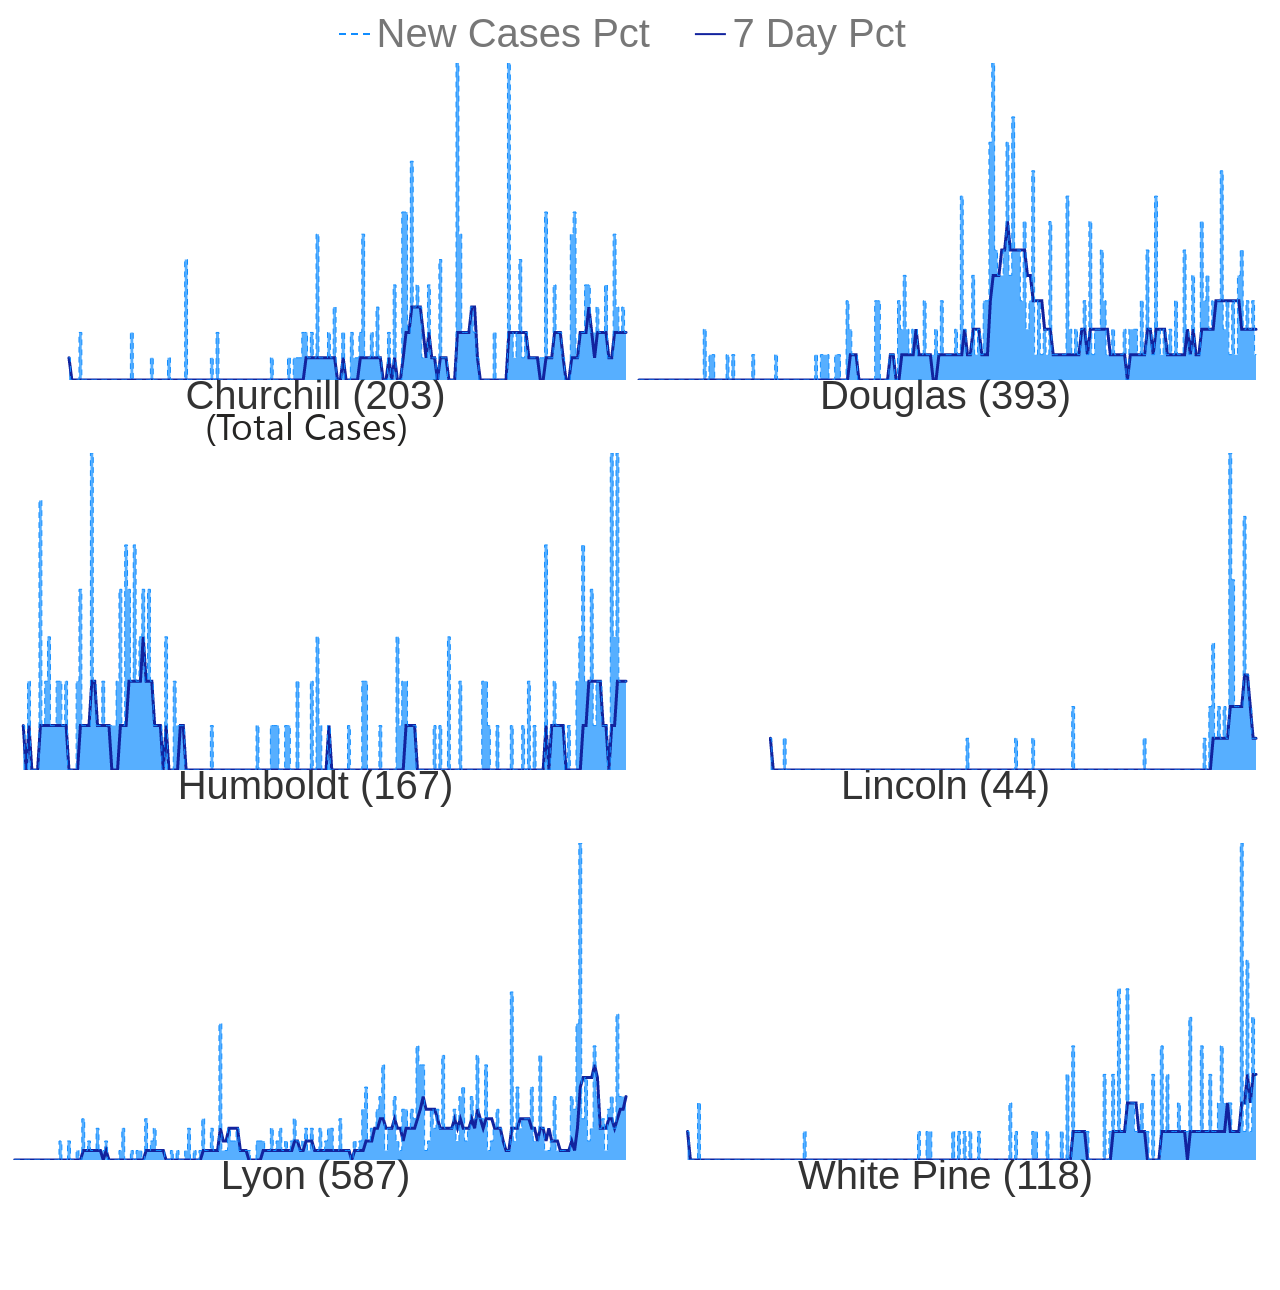 New Cases Pct 7 Day Pct
Churchill (203) Douglas (393)
(Total Cases)
Humboldt (167) Lincoln (44)
Lyon (587) White Pine (118)